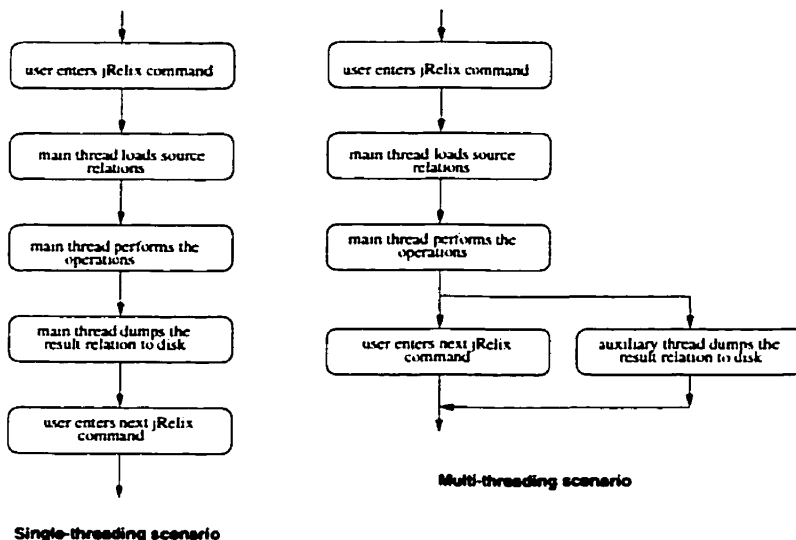 user enters jRelix command
main thread loads source
relations
main thread performs the
operations
main thread dumps the
result relation to disk
user enters next jRelix
command
Single-threading scenario
user enters jRelix command
main thread loads source
relations
main thread performs the
operations
user enters next jRelix
command
auxiliary thread dumps the
result relation to disk
Multi-threading scenario